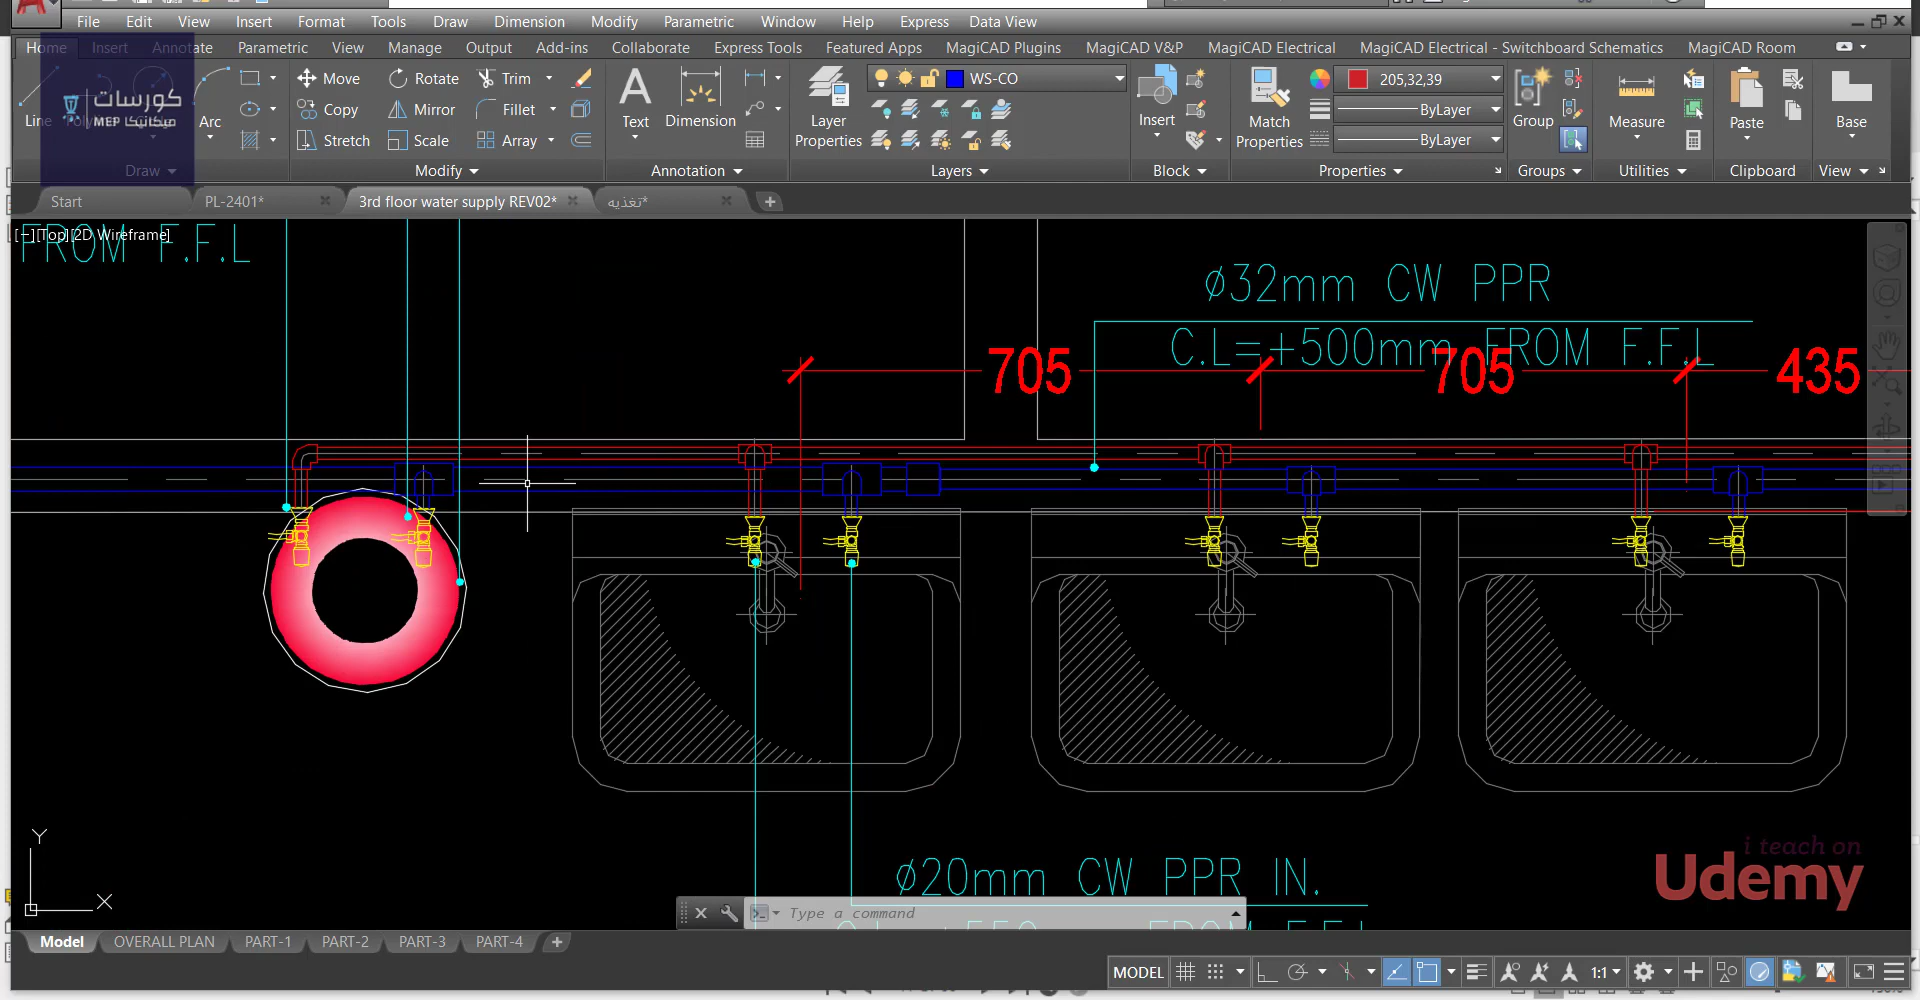 File Edit View Insert Format Tools Draw Dimension Modify Parametric Window Help Express Data View
Home Insert Annotate Parametric View Manage Output Add-ins Collaborate Express Tools Featured Apps MagiCAD Plugins MagiCAD V&P MagiCAD Electrical MagiCAD Electrical - Switchboard Schematics MagiCAD Room
Line
كورسات
ميكانيكا MEP
Arc
Move Rotate Trim
Copy Mirror Fillet
Stretch Scale Array
Text Dimension
Layer Properties
WS-CO
Insert
Match Properties
205,32,39
ByLayer
ByLayer
Group
Measure
Paste
Base
Draw Modify Annotation Layers Block Properties Groups Utilities Clipboard View
Start PL-2401* 3rd floor water supply REV02* تغذيه*
[−][Top][2D Wireframe]
FROM F.F.L
ø32mm CW PPR
C.L=+500mm FROM F.F.L
705 705 435
ø20mm CW PPR IN.
Y
X
i teach on
Udemy
Type a command
Model OVERALL PLAN PART-1 PART-2 PART-3 PART-4
MODEL 1:1